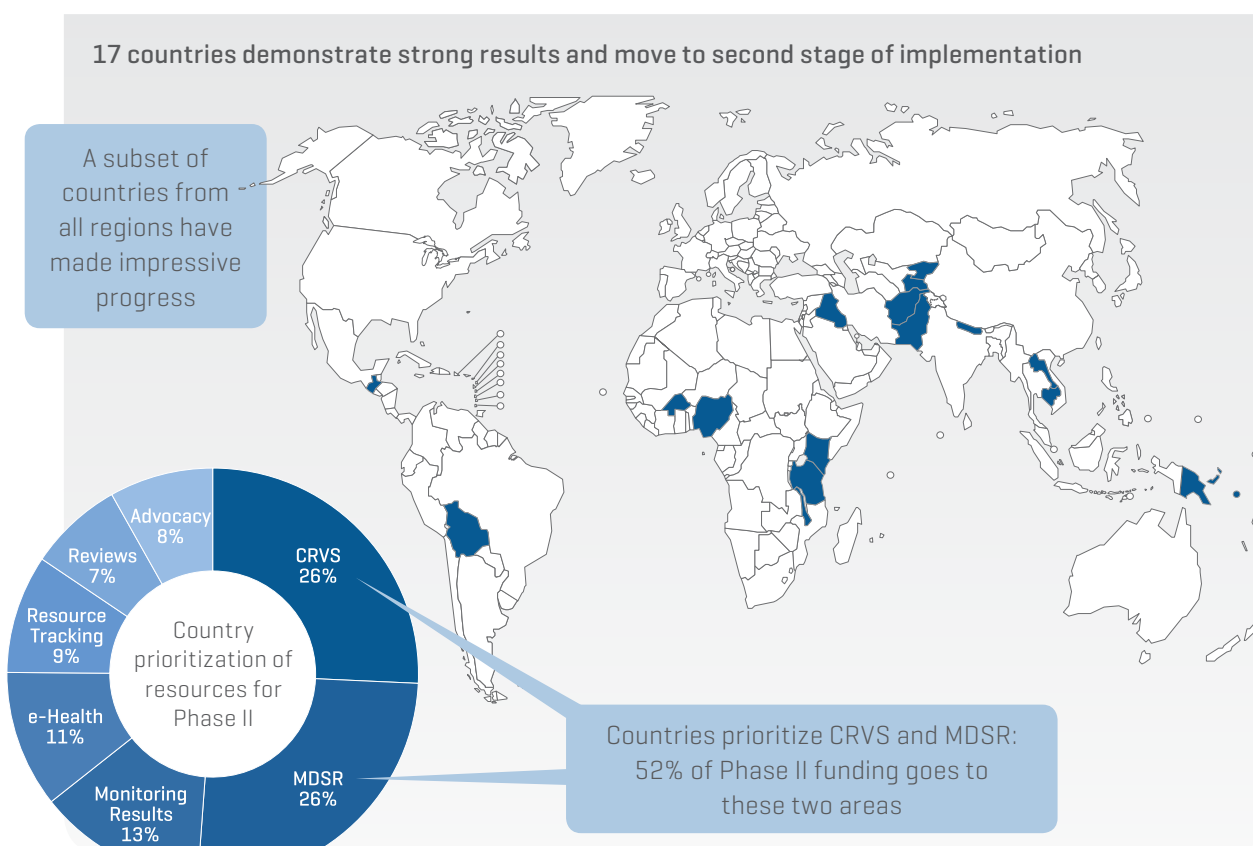 17 countries demonstrate strong results and move to second stage of implementation
A subset of
countries from
all regions have
made impressive
progress
Advocacy
8%
CRVS
26%
Reviews
7%
Resource
Tracking
9%
Country
prioritization of
resources for
Phase II
e-Health
11%
MDSR
26%
Monitoring
Results
13%
Countries prioritize CRVS and MDSR:
52% of Phase II funding goes to
these two areas